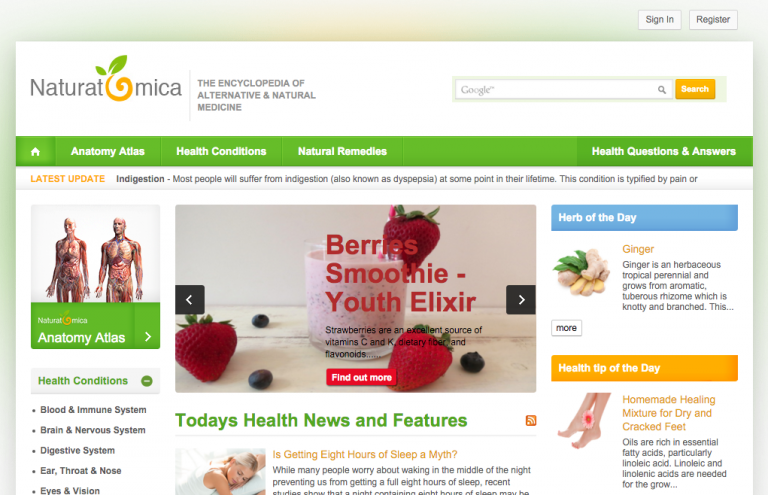 Sign In
Register
Naturatomica
THE ENCYCLOPEDIA OF
ALTERNATIVE & NATURAL
MEDICINE
Google™
Search
Anatomy Atlas
Health Conditions
Natural Remedies
Health Questions & Answers
LATEST UPDATE Indigestion - Most people will suffer from indigestion (also known as dyspepsia) at some point in their lifetime. This condition is typified by pain or
Naturatomica
Anatomy Atlas
Health Conditions
Blood & Immune System
Brain & Nervous System
Digestive System
Ear, Throat & Nose
Eyes & Vision
Berries
Smoothie -
Youth Elixir
Strawberries are an excellent source of
vitamins C and K, dietary fiber, and
flavonoids......
Find out more
Todays Health News and Features
Is Getting Eight Hours of Sleep a Myth?
While many people worry about waking in the middle of the night
preventing us from getting a full eight hours of sleep, recent
studies show that a night containing eight hours of sleep may be
Herb of the Day
Ginger
Ginger is an herbaceous
tropical perennial and
grows from aromatic,
tuberous rhizome which is
knotty and branched. This...
more
Health tip of the Day
Homemade Healing
Mixture for Dry and
Cracked Feet
Oils are rich in essential
fatty acids, particularly
linoleic acid. Linoleic and
linolenic acids are needed
for the grow...